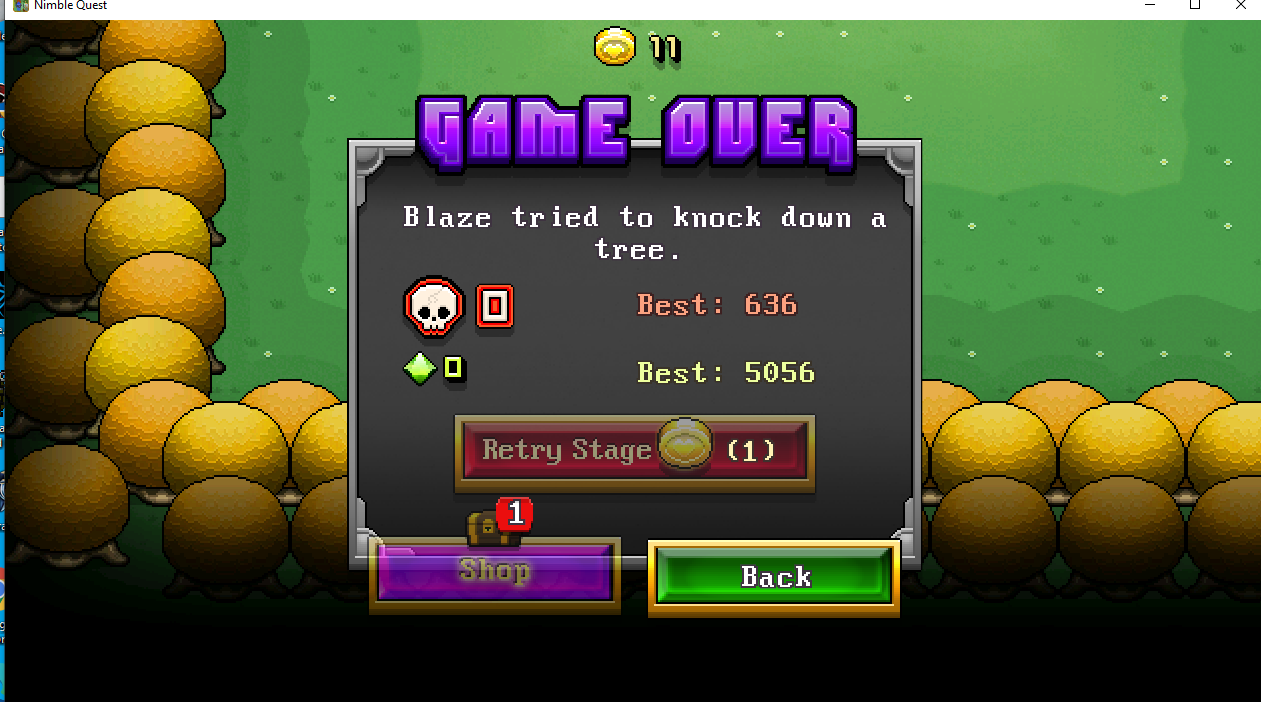 Nimble Quest
11
GAME OVER
Blaze tried to knock down a
tree.
0 Best: 636
0 Best: 5056
Retry Stage (1)
1
Shop Back